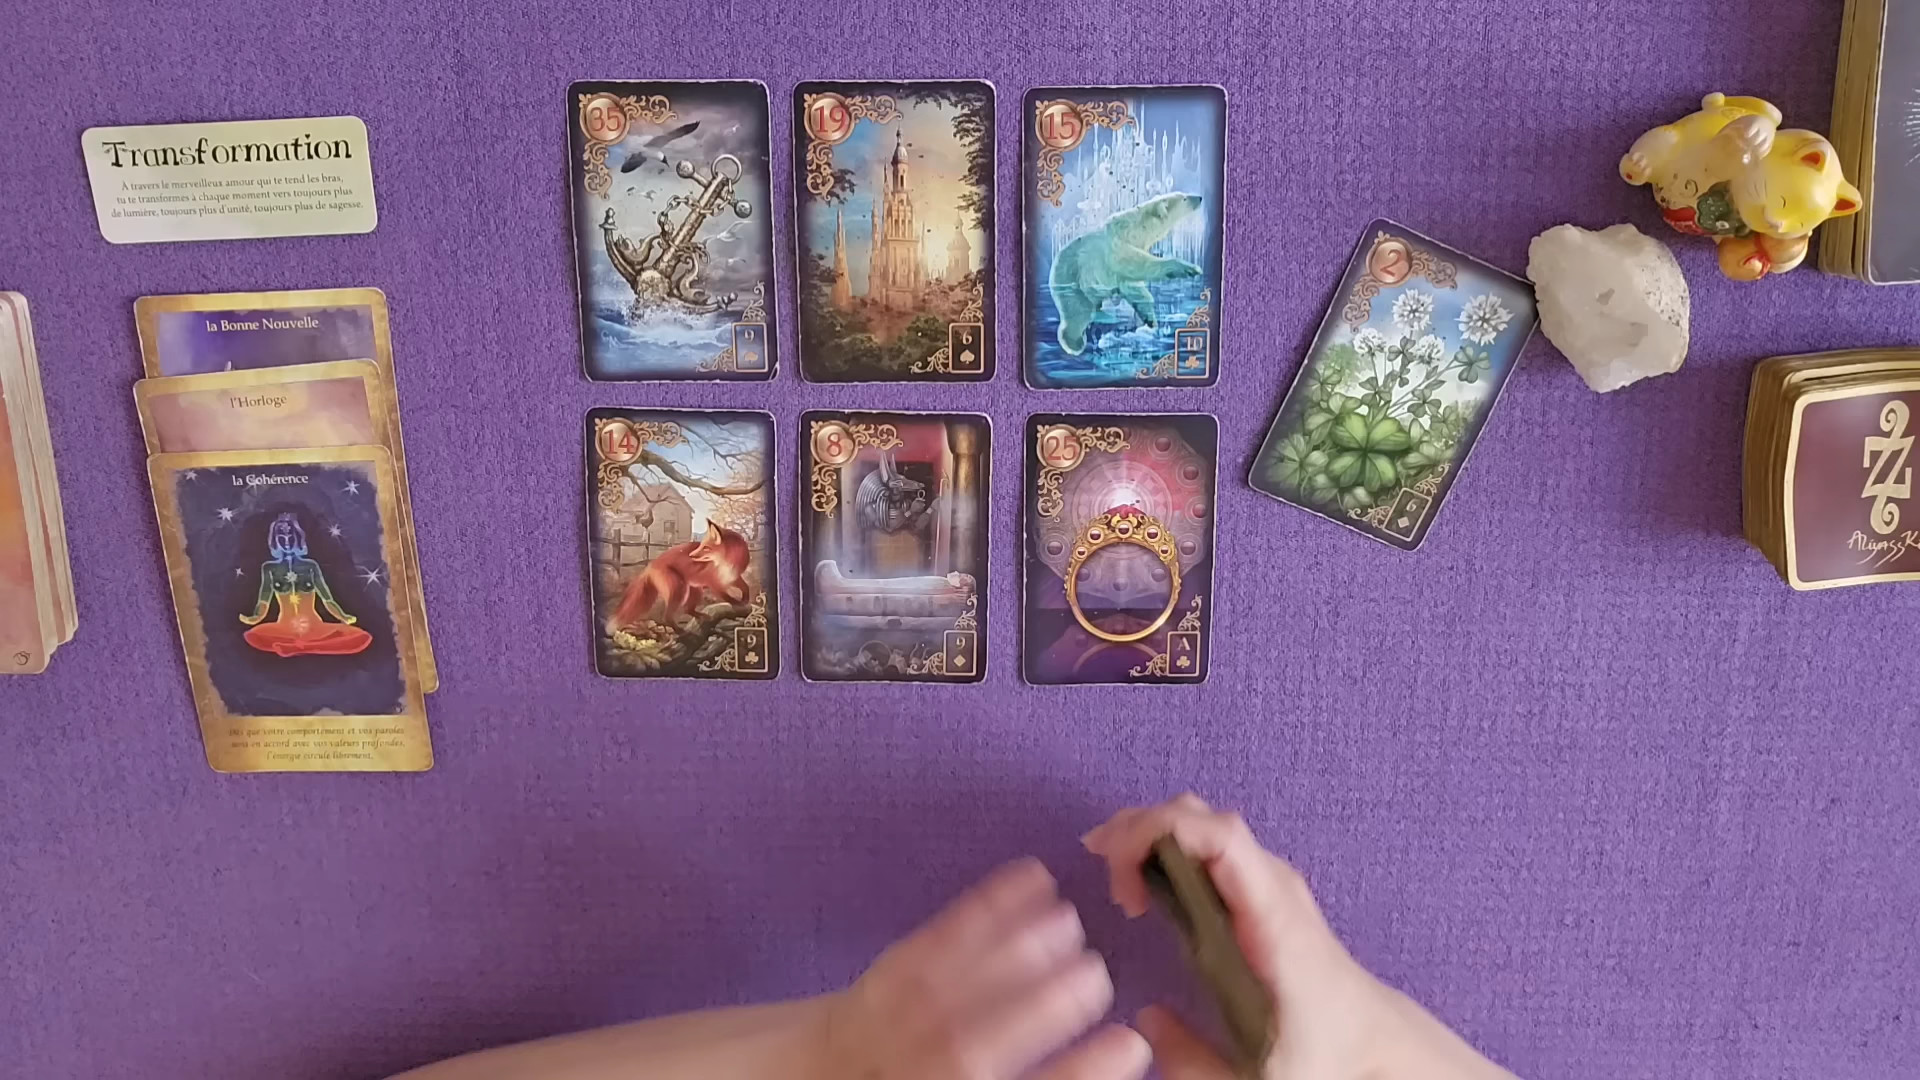 Transformation
À travers le merveilleux amour qui te tend les bras,
tu te transformes à chaque moment vers toujours plus
de lumière, toujours plus d'unité, toujours plus de sagesse.
la Bonne Nouvelle
l'Horloge
la Cohérence
Dès que votre comportement et vos paroles
sont en accord avec vos valeurs profondes,
l'énergie circule librement.
35
9
19
6
15
10
14
9
8
9
25
A
2
6